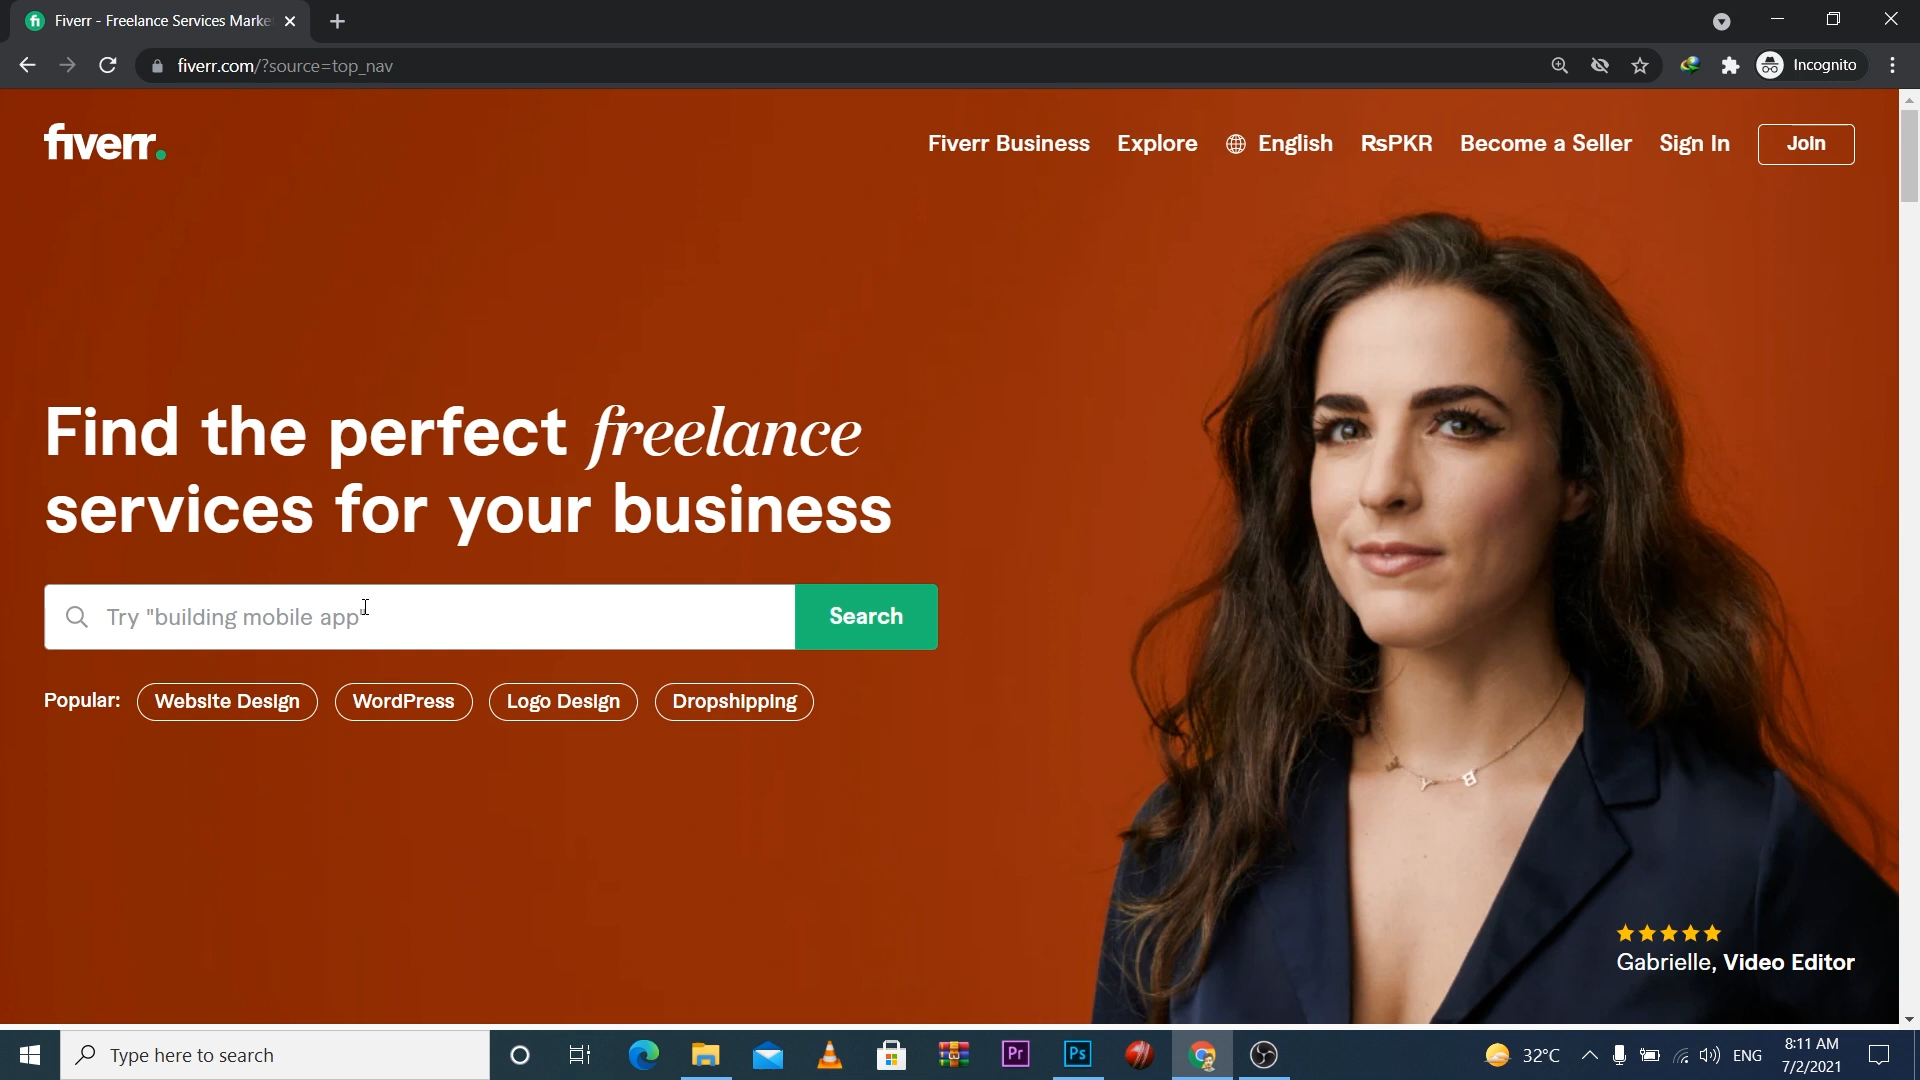 Fiverr - Freelance Services Marke
fiverr.com/?source=top_nav
Incognito
fiverr.
Fiverr Business
Explore
English
RsPKR
Become a Seller
Sign In
Join
Find the perfect freelance
services for your business
Try "building mobile app"
Search
Popular:
Website Design
WordPress
Logo Design
Dropshipping
Gabrielle, Video Editor
Type here to search
Pr
Ps
32°C
ENG
8:11 AM
7/2/2021